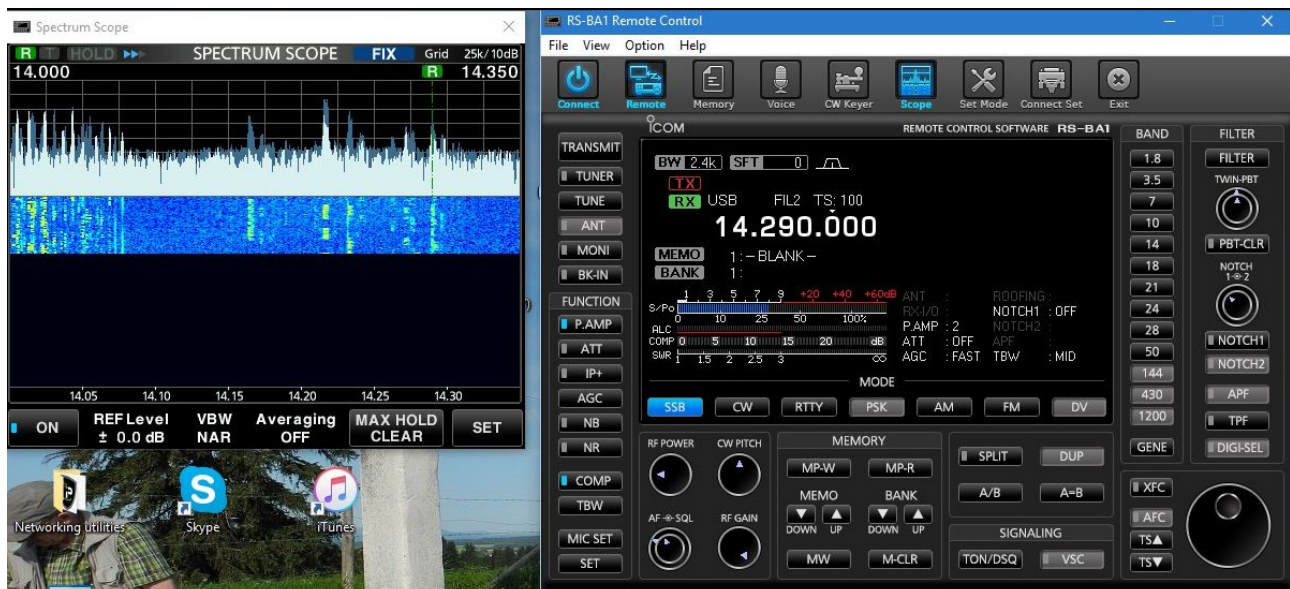 Spectrum Scope
R T HOLD SPECTRUM SCOPE FIX Grid 25k/10dB
14.000 R 14.350
14.05 14.10 14.15 14.20 14.25 14.30
ON REF Level ± 0.0 dB VBW NAR Averaging OFF MAX HOLD CLEAR SET
Networking utilities Skype iTunes
RS-BA1 Remote Control
File View Option Help
Connect Remote Memory Voice CW Keyer Scope Set Mode Connect Set Exit
ICOM REMOTE CONTROL SOFTWARE RS-BA1
TRANSMIT
TUNER
TUNE
ANT
MONI
BK-IN
FUNCTION
P.AMP
ATT
IP+
AGC
NB
NR
COMP
TBW
MIC SET
SET
BW 2.4k SFT 0
TX
RX USB FIL2 TS: 100
14.290.000
MEMO 1:– BLANK –
BANK 1:
1 3 5 7 9 +20 +40 +60dB
S/Po
0 10 25 50 100%
ALC
COMP 0 5 10 15 20 dB
SWR 1 1.5 2 2.5 3 ∞
ANT : ROOFING :
RX-I/O : NOTCH1 : OFF
P.AMP : 2 NOTCH2 :
ATT : OFF APF :
AGC : FAST TBW : MID
MODE
SSB CW RTTY PSK AM FM DV
RF POWER CW PITCH
AF SQL RF GAIN
MEMORY
MP-W MP-R
MEMO BANK
DOWN UP DOWN UP
MW M-CLR
SPLIT DUP
A/B A=B
SIGNALING
TON/DSQ VSC
BAND
1.8
3.5
7
10
14
18
21
24
28
50
144
430
1200
GENE
XFC
AFC
TS▲
TS▼
FILTER
FILTER
TWIN-PBT
PBT-CLR
NOTCH
1 2
NOTCH1
NOTCH2
APF
TPF
DIGI-SEL